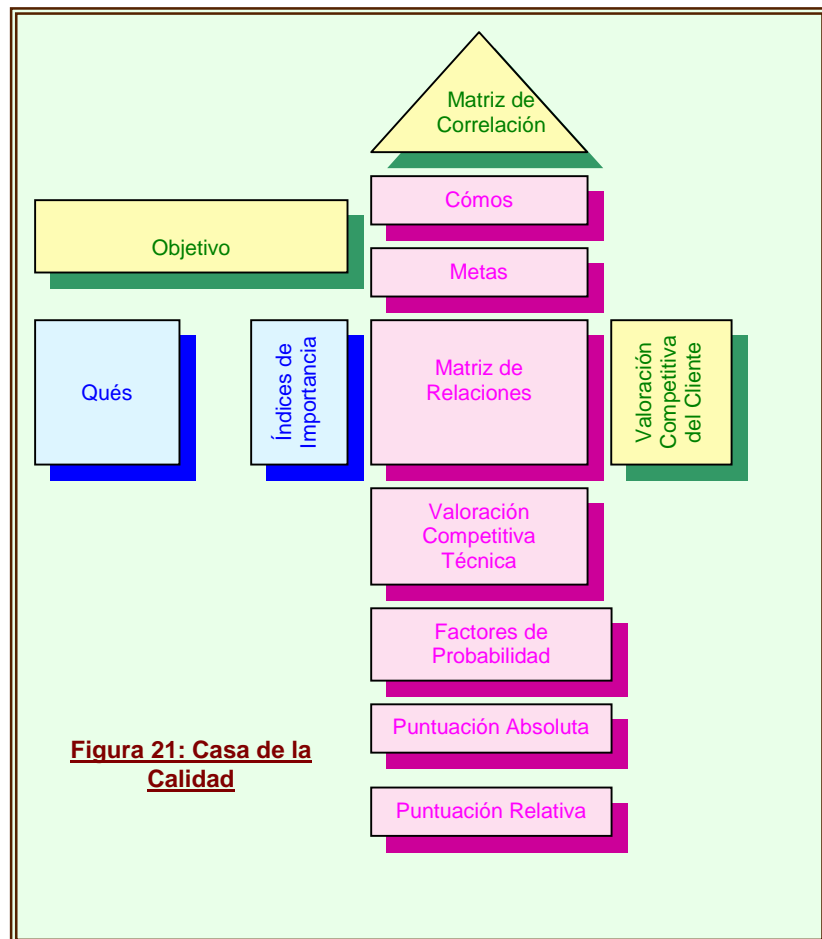 Matriz de
Correlación
Cómos
Objetivo
Metas
Qués
Índices de
Importancia
Matriz de
Relaciones
Valoración
Competitiva
del Cliente
Valoración
Competitiva
Técnica
Factores de
Probabilidad
Puntuación Absoluta
Figura 21: Casa de la
Calidad
Puntuación Relativa